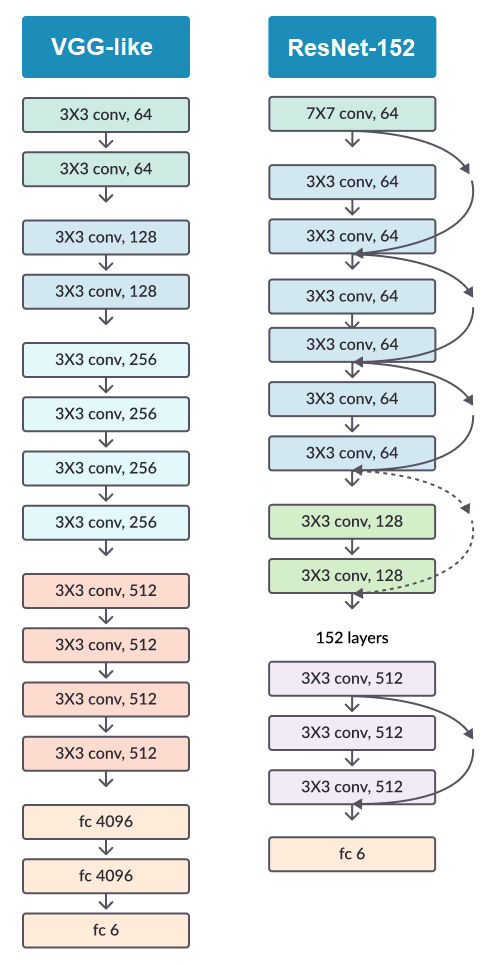 VGG-like
3X3 conv, 64
3X3 conv, 64
3X3 conv, 128
3X3 conv, 128
3X3 conv, 256
3X3 conv, 256
3X3 conv, 256
3X3 conv, 256
3X3 conv, 512
3X3 conv, 512
3X3 conv, 512
3X3 conv, 512
fc 4096
fc 4096
fc 6
ResNet-152
7X7 conv, 64
3X3 conv, 64
3X3 conv, 64
3X3 conv, 64
3X3 conv, 64
3X3 conv, 64
3X3 conv, 64
3X3 conv, 128
3X3 conv, 128
152 layers
3X3 conv, 512
3X3 conv, 512
3X3 conv, 512
fc 6